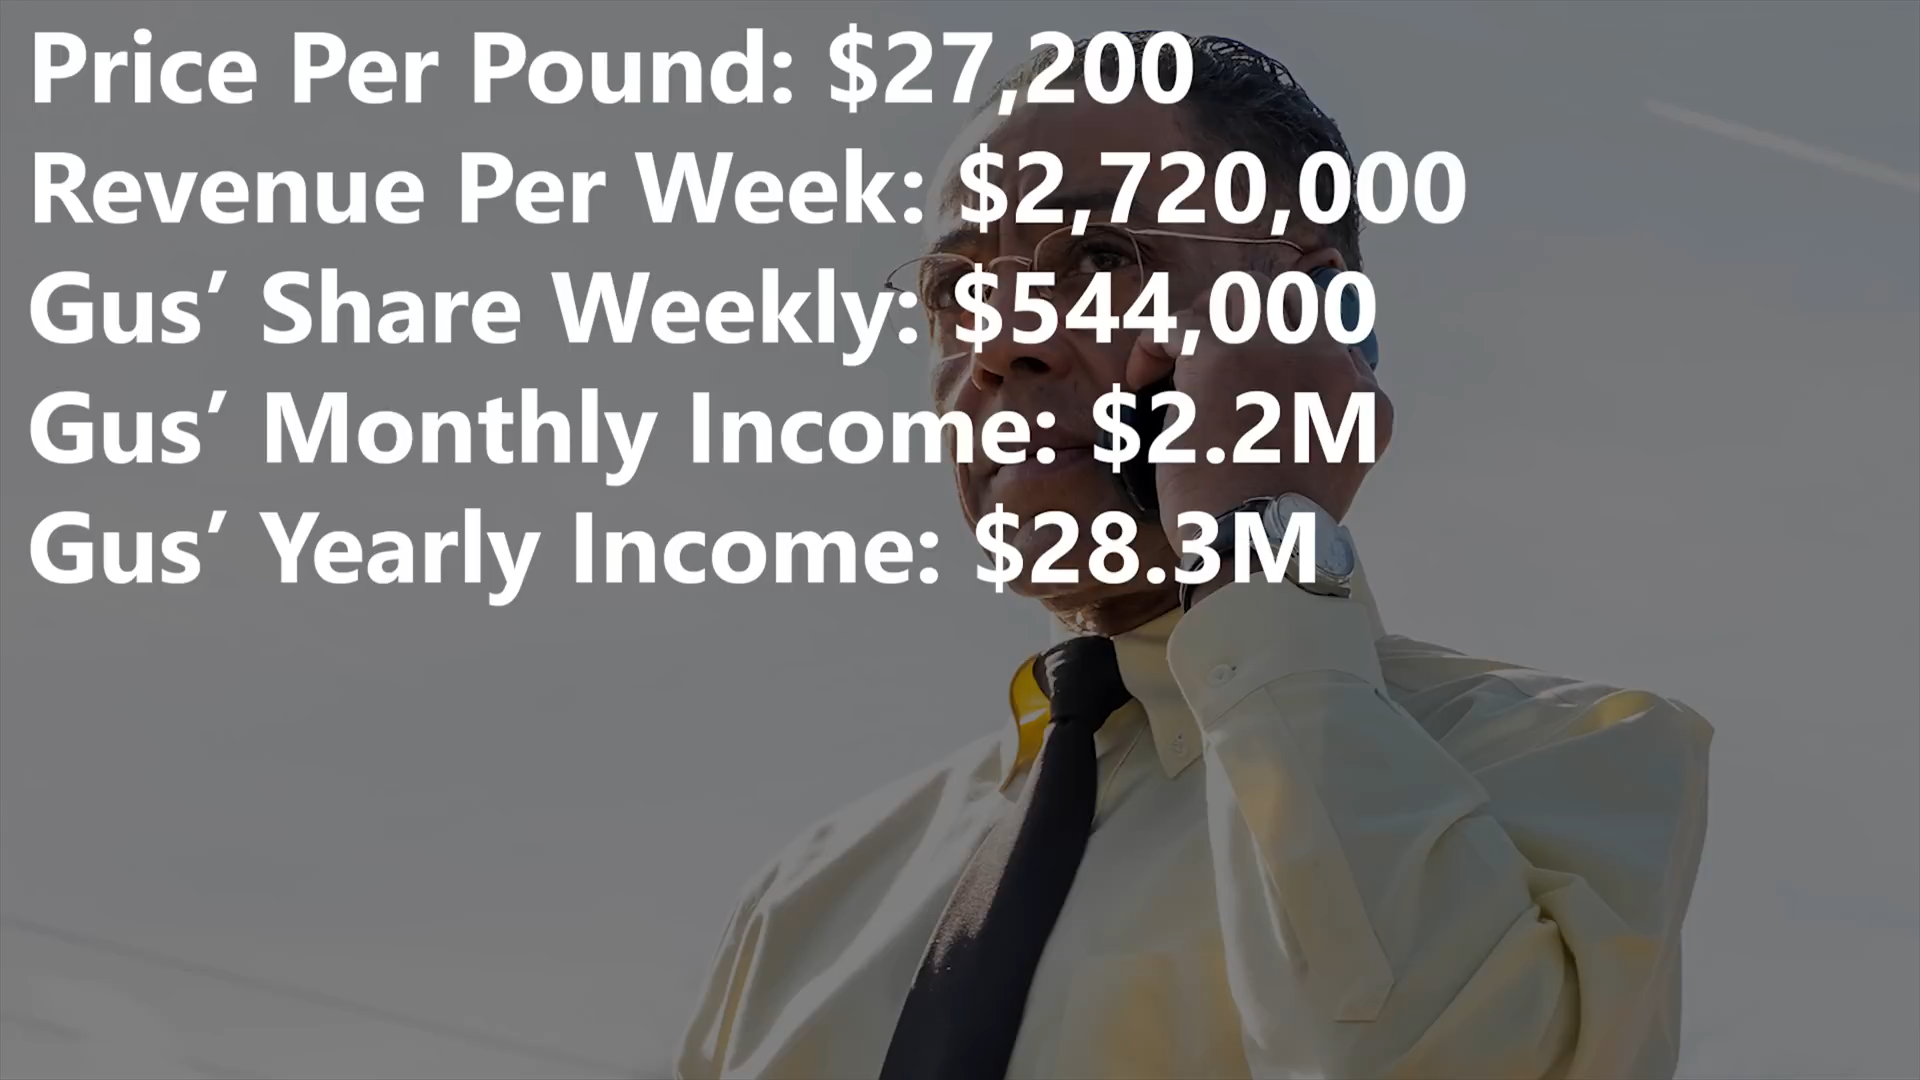 Price Per Pound: $27,200
Revenue Per Week: $2,720,000
Gus’ Share Weekly: $544,000
Gus’ Monthly Income: $2.2M
Gus’ Yearly Income: $28.3M